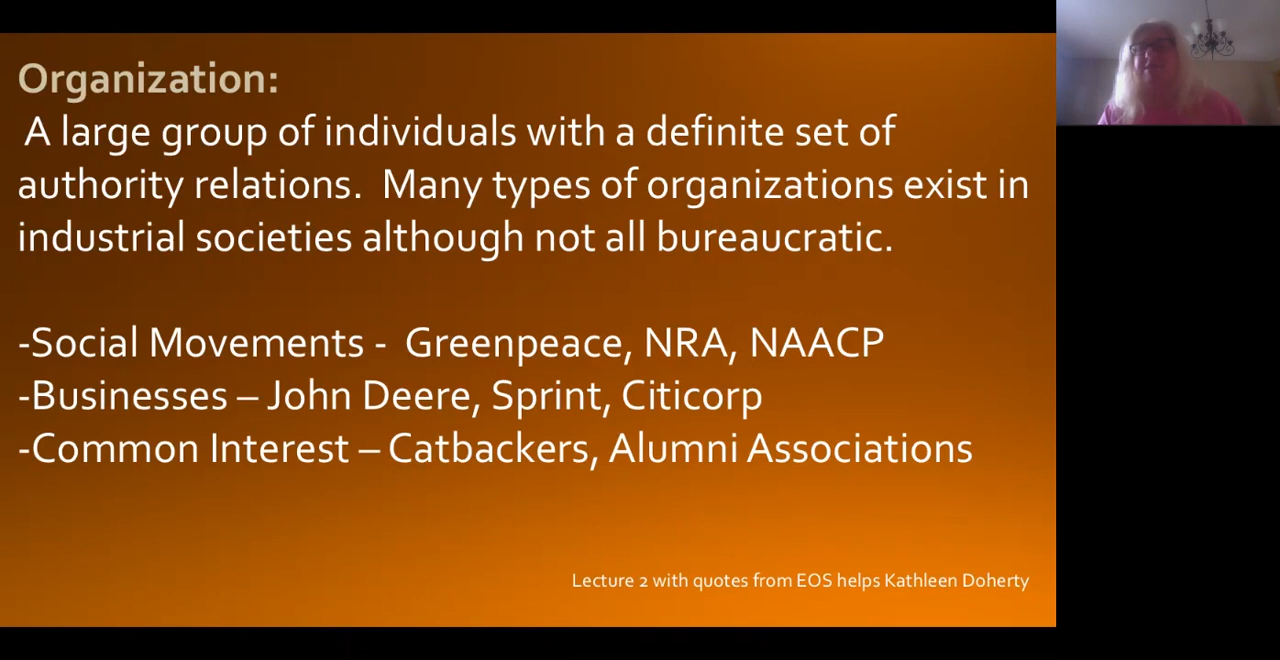 Organization:
A large group of individuals with a definite set of
authority relations.  Many types of organizations exist in
industrial societies although not all bureaucratic.
-Social Movements -  Greenpeace, NRA, NAACP
-Businesses – John Deere, Sprint, Citicorp
-Common Interest – Catbackers, Alumni Associations
Lecture 2 with quotes from EOS helps Kathleen Doherty